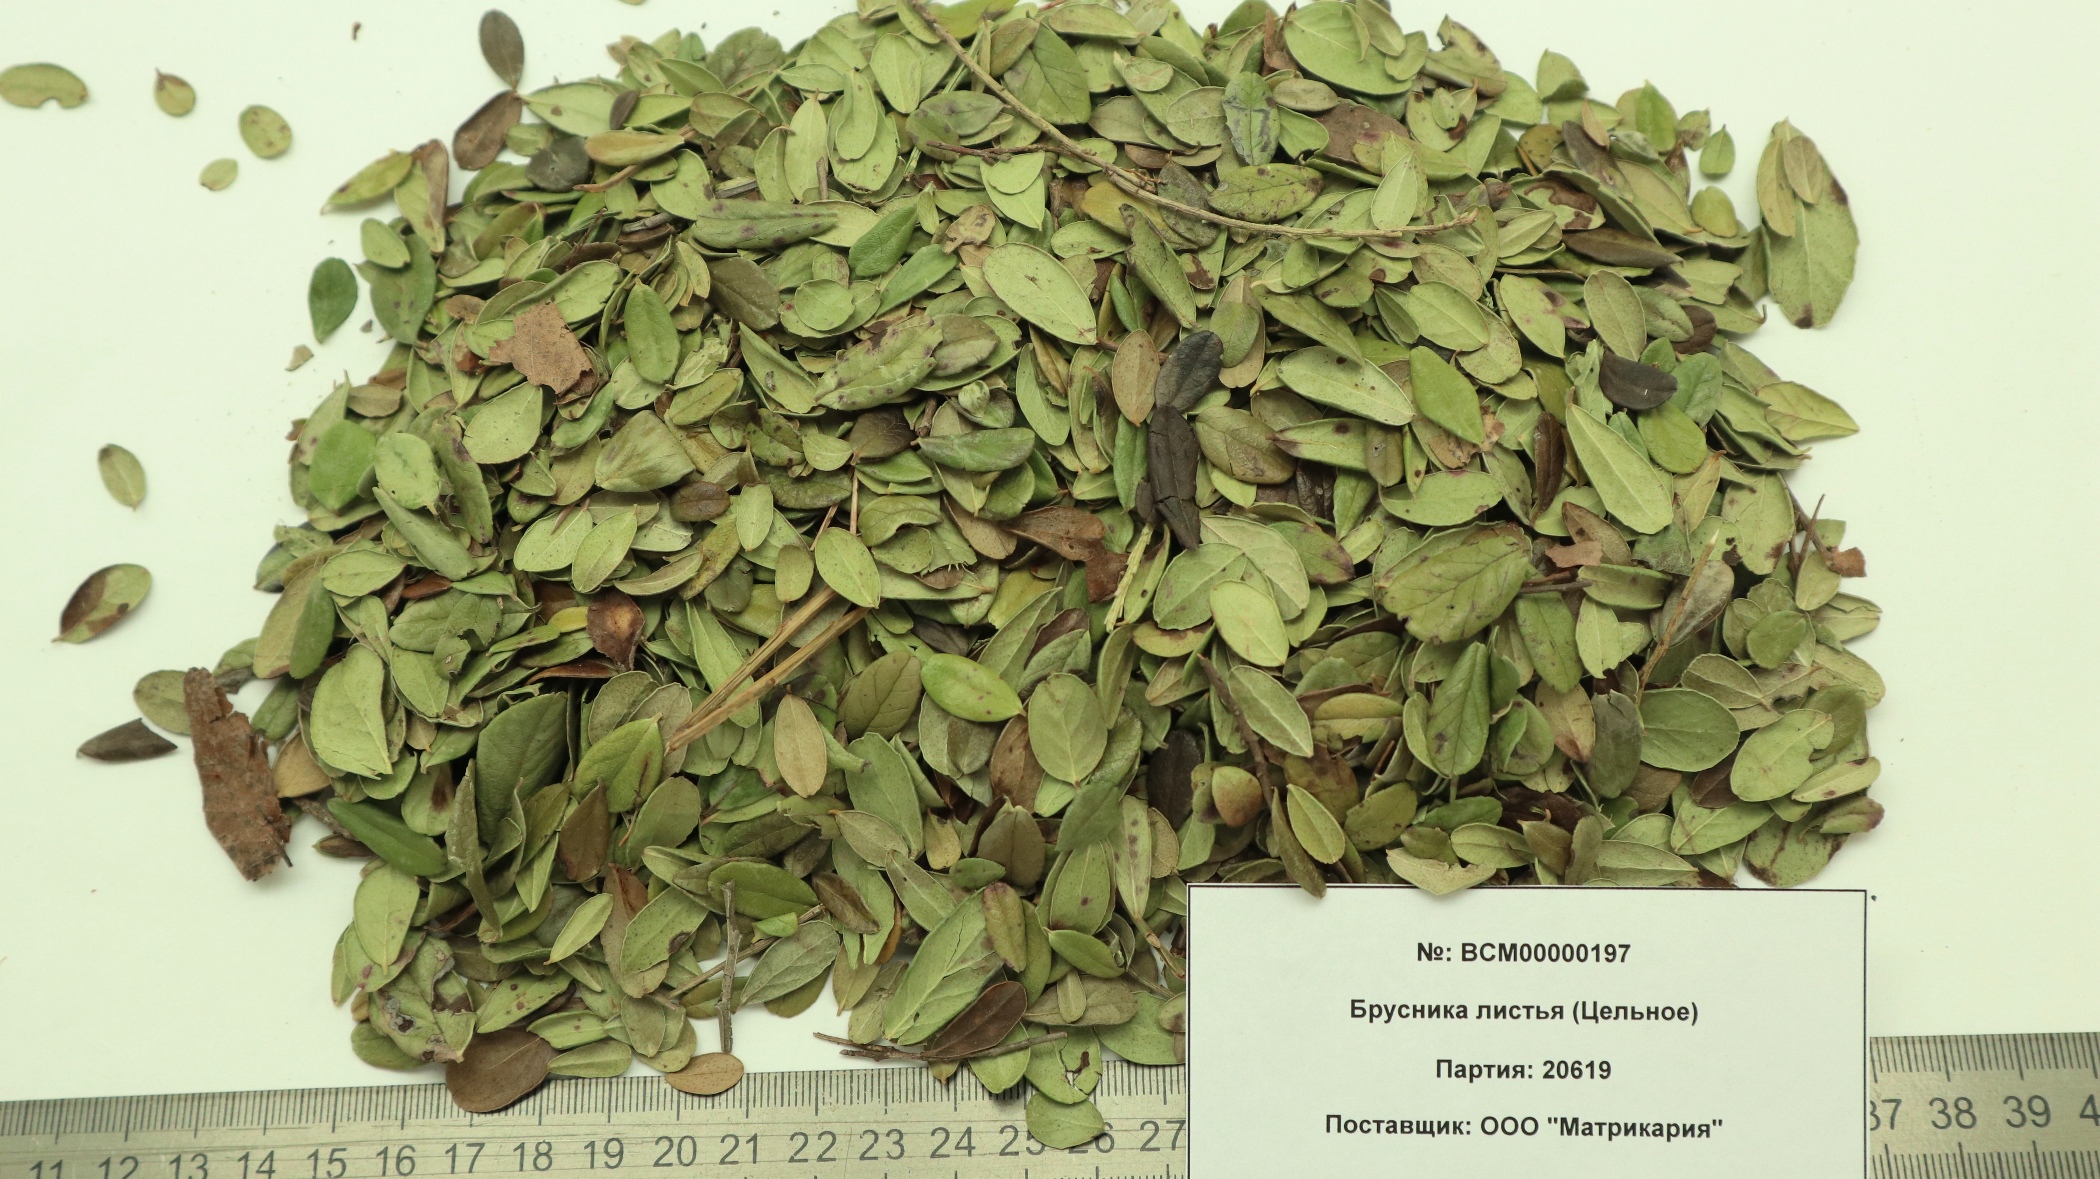 №: BCM00000197
Брусника листья (Цельное)
Партия: 20619
Поставщик: ООО "Матрикария"
11 12 13 14 15 16 17 18 19 20 21 22 23 24 25 26 27 37 38 39